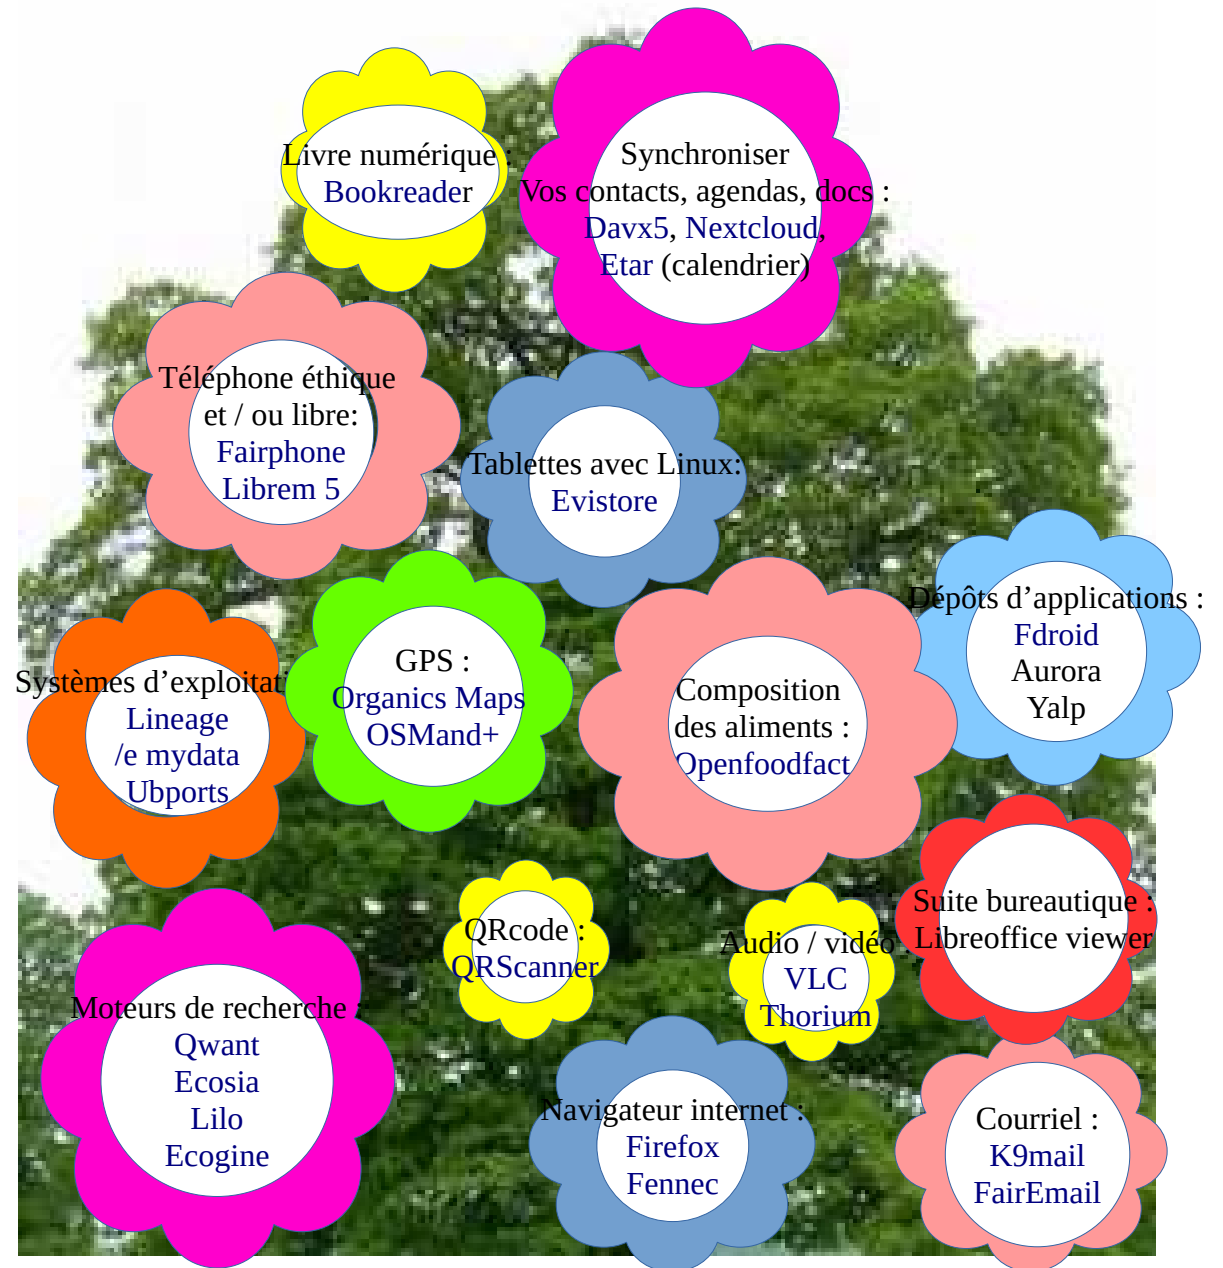 Livre numérique :
Bookreader
Synchroniser
Vos contacts, agendas, docs :
Davx5, Nextcloud,
Etar (calendrier)
Téléphone éthique
et / ou libre:
Fairphone
Librem 5
Tablettes avec Linux:
Evistore
Dépôts d’applications :
Fdroid
Aurora
Yalp
Systèmes d’exploitati
Lineage
/e mydata
Ubports
GPS :
Organics Maps
OSMand+
Composition
des aliments :
Openfoodfact
Suite bureautique :
Libreoffice viewer
QRcode :
QRScanner
Audio / vidéo
VLC
Thorium
Moteurs de recherche :
Qwant
Ecosia
Lilo
Ecogine
Navigateur internet :
Firefox
Fennec
Courriel :
K9mail
FairEmail